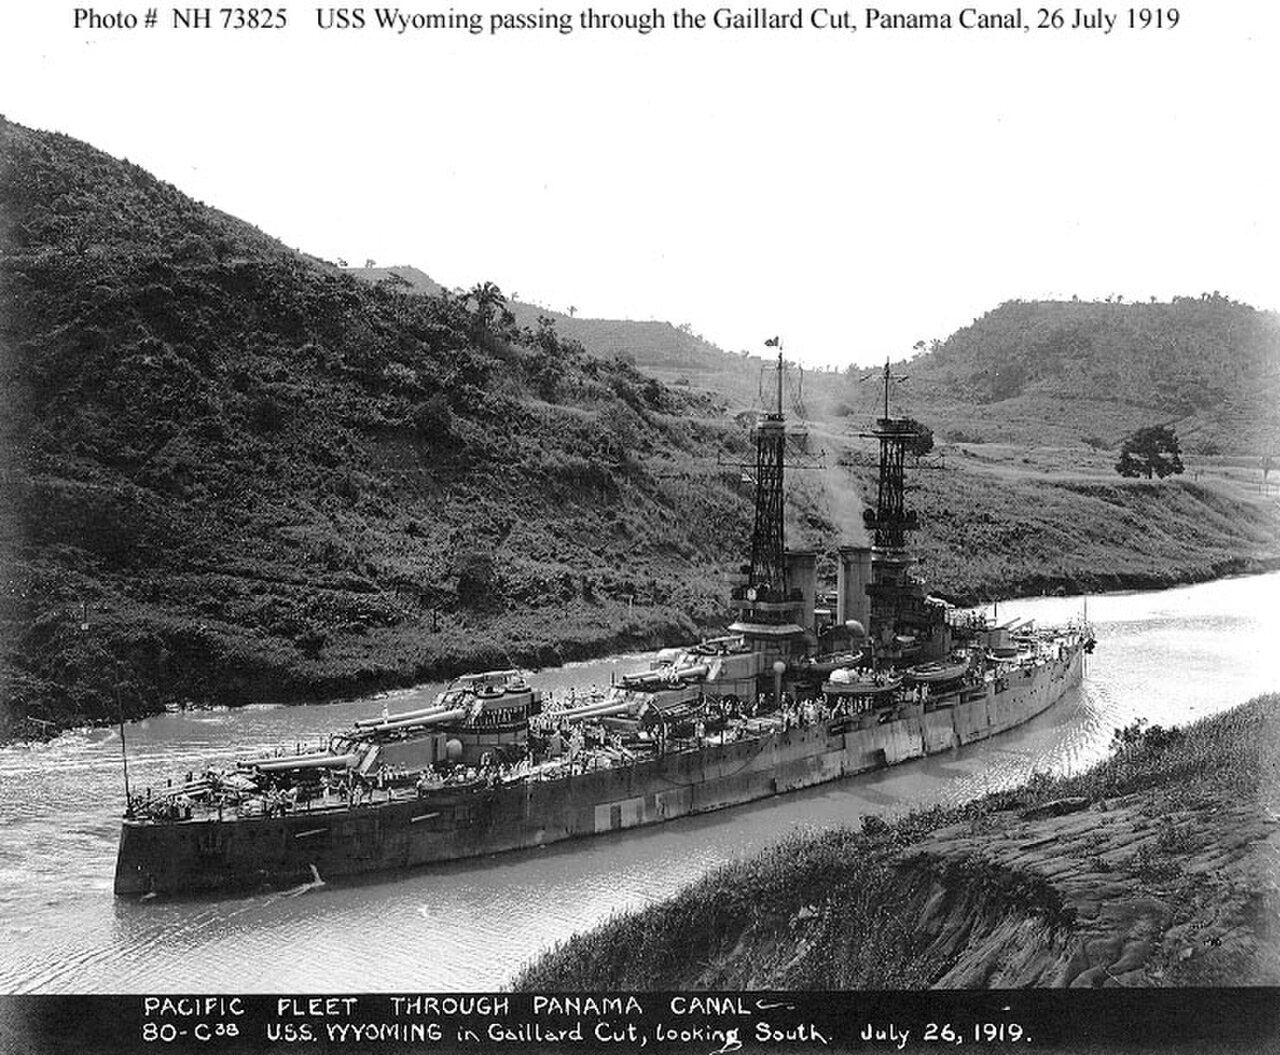 Photo # NH 73825 USS Wyoming passing through the Gaillard Cut, Panama Canal, 26 July 1919
PACIFIC FLEET THROUGH PANAMA CANAL
80-C38 U.S.S. WYOMING in Gaillard Cut, looking South. July 26, 1919.